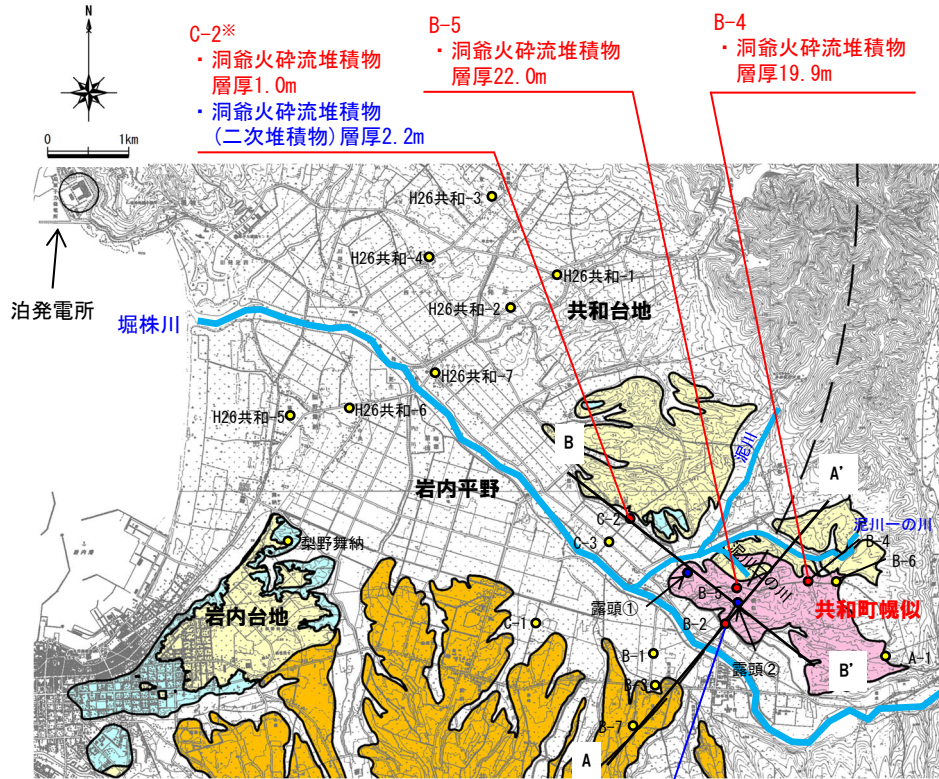 N
0 1km
C-2※
・洞爺火砕流堆積物
層厚1.0m
・洞爺火砕流堆積物
(二次堆積物)層厚2.2m
B-5
・洞爺火砕流堆積物
層厚22.0m
B-4
・洞爺火砕流堆積物
層厚19.9m
泊発電所
堀株川
H26共和-3
H26共和-4
H26共和-1
H26共和-2
共和台地
H26共和-7
H26共和-5
H26共和-6
B
泥川
A'
岩内平野
C-2
C-3
泥川一の川
B-4
B-6
梨野舞納
岩内台地
露頭①
B-5
共和町幌似
B-2
C-1
B-1
露頭②
B'
A-1
B-3
B-7
A